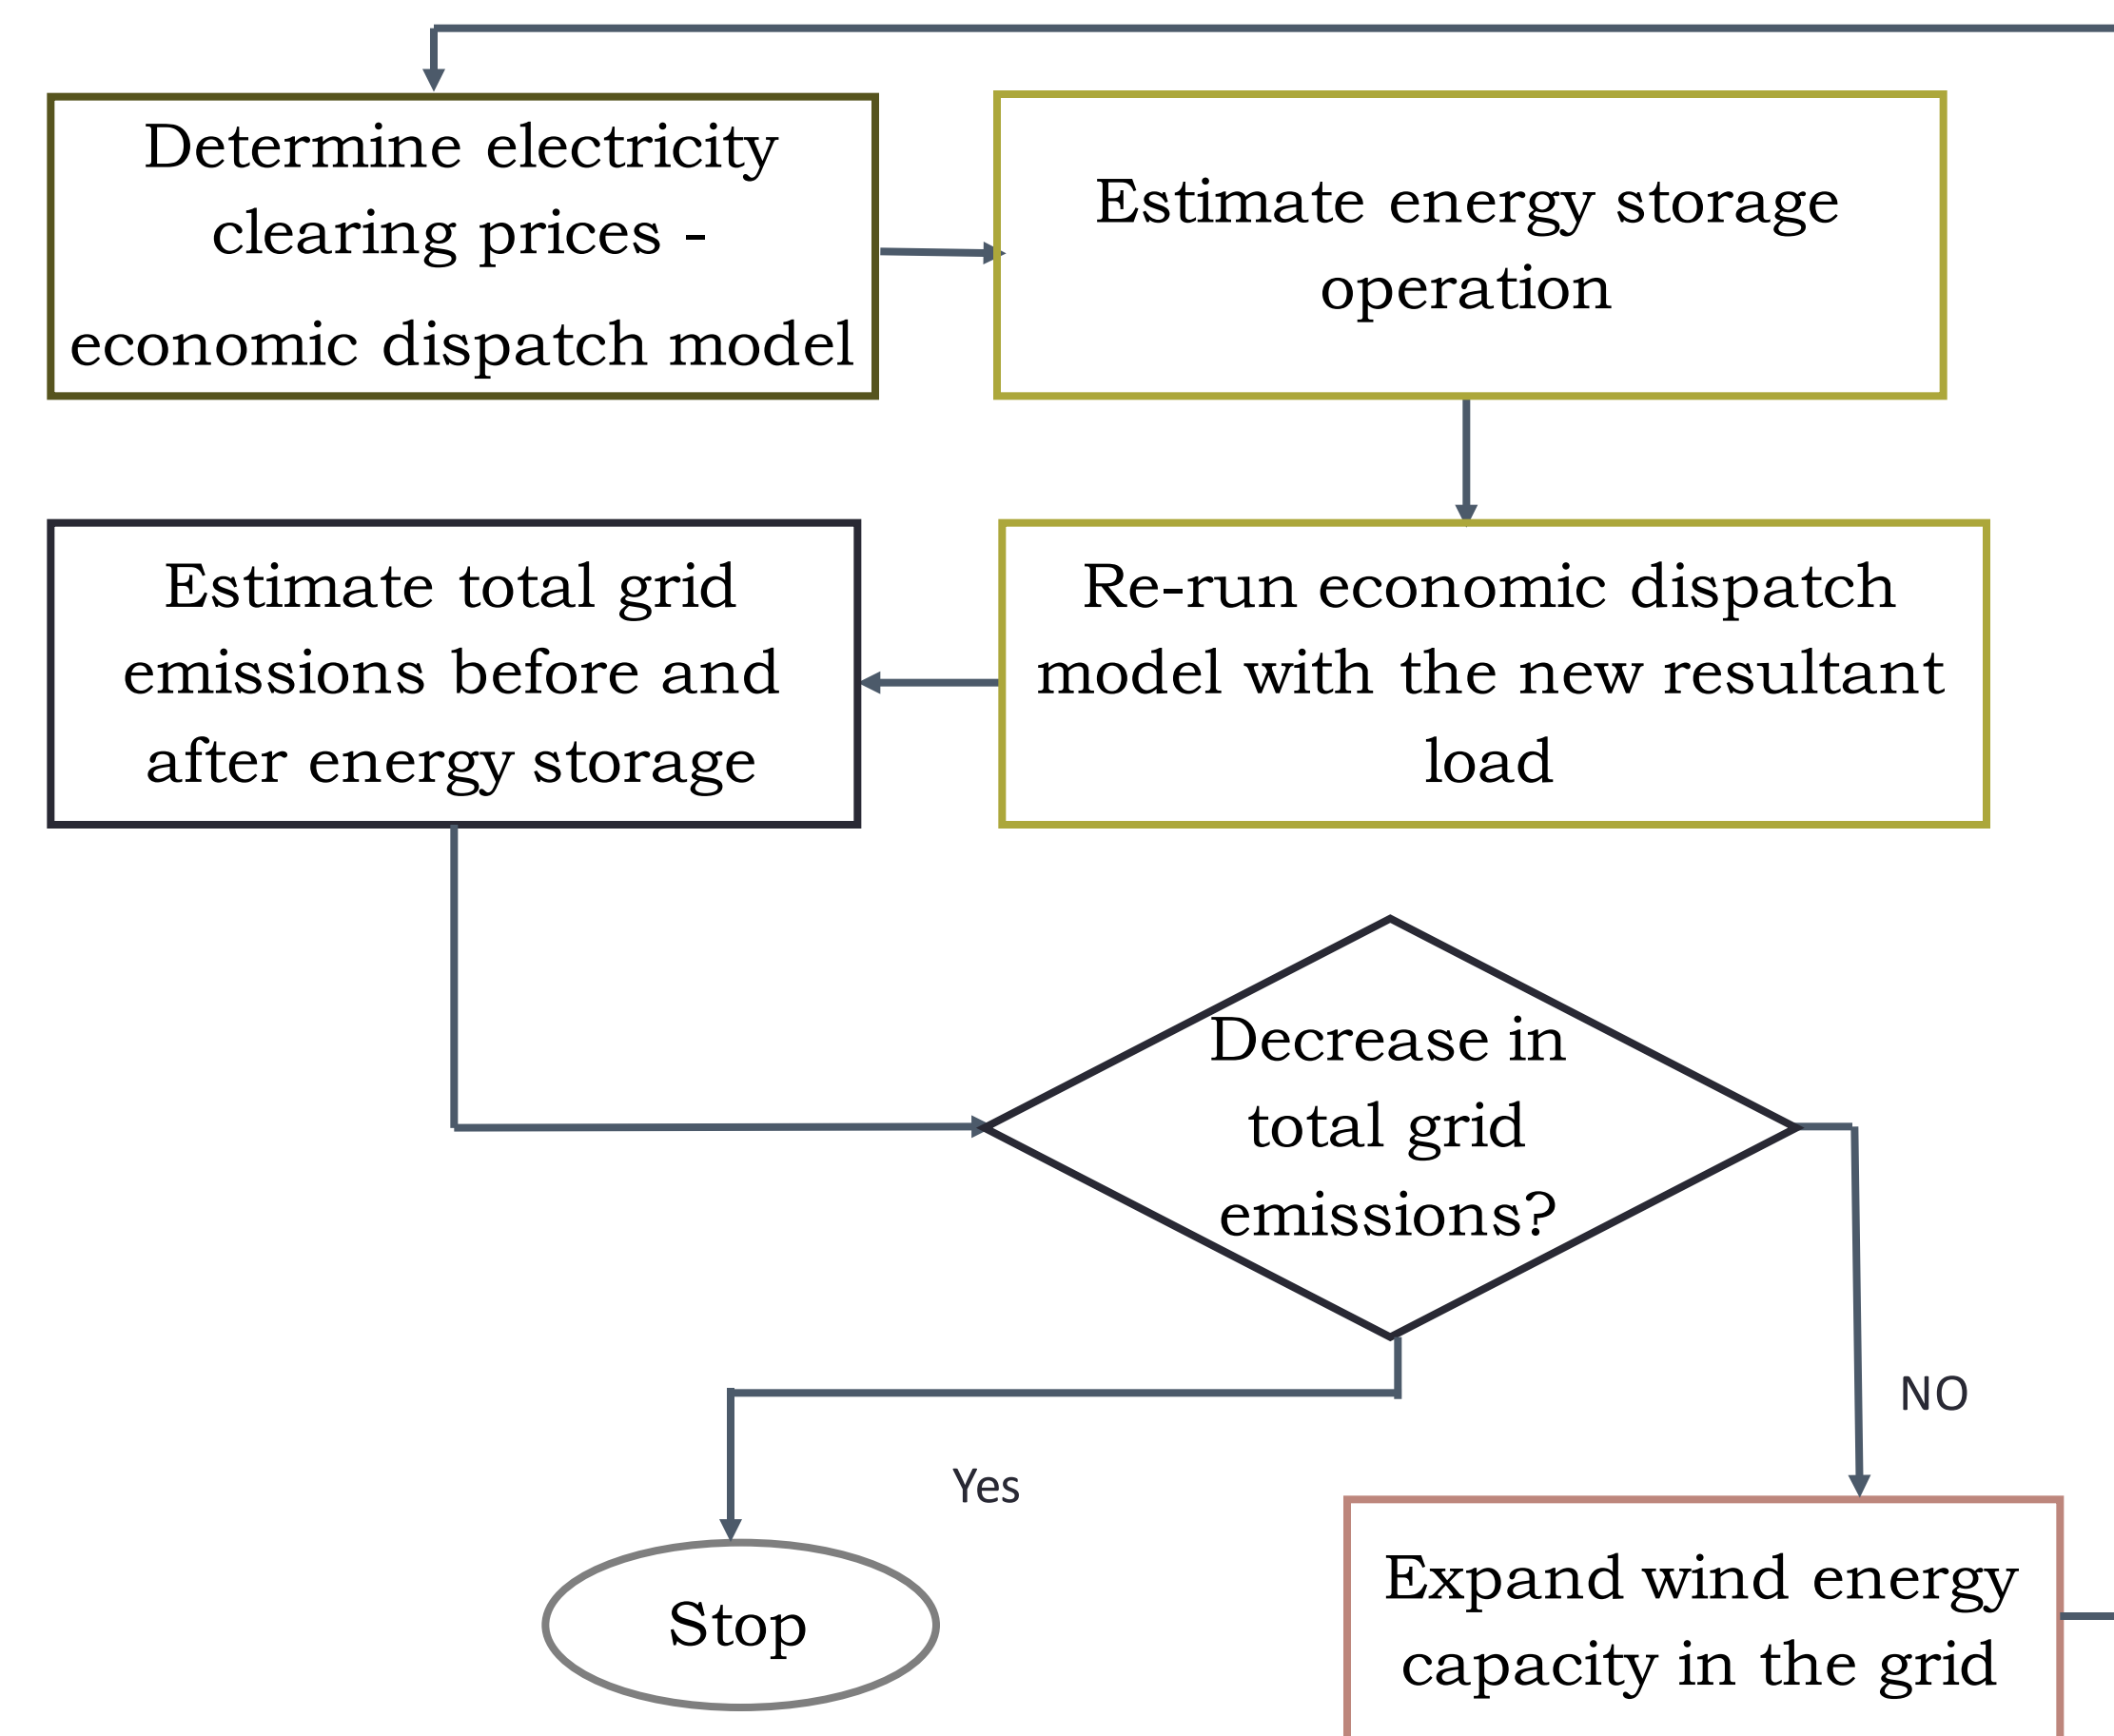 Determine electricity
clearing prices -
economic dispatch model
Estimate energy storage
operation
Re-run economic dispatch
model with the new resultant
load
Estimate total grid
emissions before and
after energy storage
Decrease in
total grid
emissions?
NO
Yes
Stop
Expand wind energy
capacity in the grid